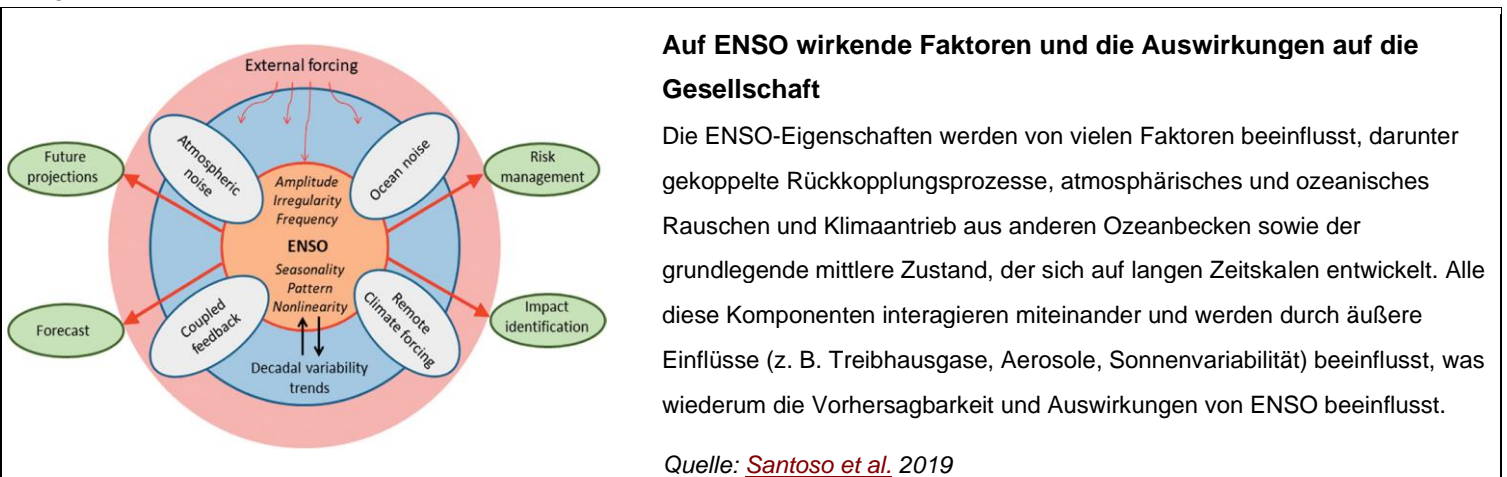 External forcing
Atmospheric
noise
Ocean noise
Future
projections
Risk
management
Amplitude
Irregularity
Frequency
ENSO
Seasonality
Pattern
Nonlinearity
Forecast
Coupled
feedback
Remote
Climate forcing
Impact
identification
Decadal variability
trends
Auf ENSO wirkende Faktoren und die Auswirkungen auf die
Gesellschaft
Die ENSO-Eigenschaften werden von vielen Faktoren beeinflusst, darunter
gekoppelte Rückkopplungsprozesse, atmosphärisches und ozeanisches
Rauschen und Klimaantrieb aus anderen Ozeanbecken sowie der
grundlegende mittlere Zustand, der sich auf langen Zeitskalen entwickelt. Alle
diese Komponenten interagieren miteinander und werden durch äußere
Einflüsse (z. B. Treibhausgase, Aerosole, Sonnenvariabilität) beeinflusst, was
wiederum die Vorhersagbarkeit und Auswirkungen von ENSO beeinflusst.
Quelle: Santoso et al. 2019